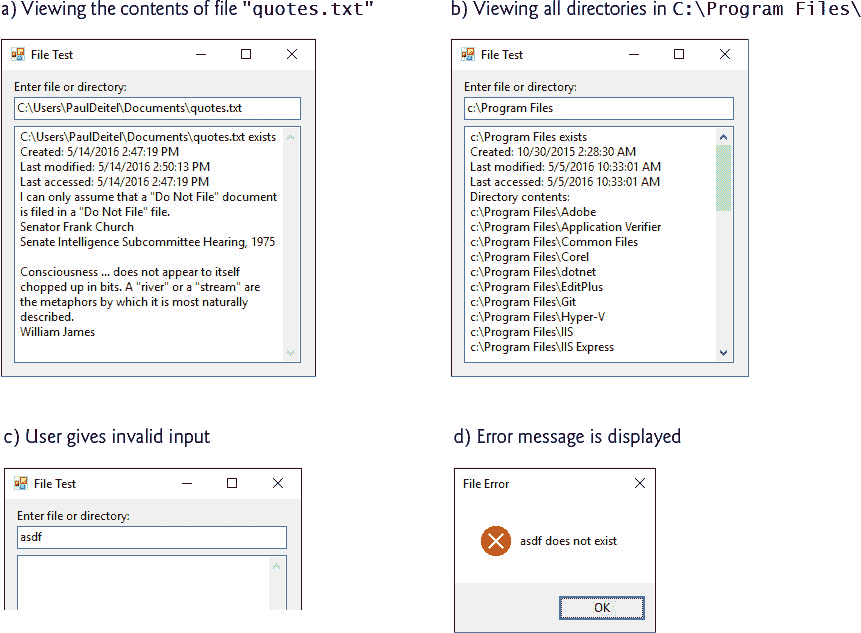 a) Viewing the contents of file "quotes.txt"
File Test
Enter file or directory:
C:\Users\PaulDeitel\Documents\quotes.txt
C:\Users\PaulDeitel\Documents\quotes.txt exists
Created: 5/14/2016 2:47:19 PM
Last modified: 5/14/2016 2:50:13 PM
Last accessed: 5/14/2016 2:47:19 PM
I can only assume that a "Do Not File" document
is filed in a "Do Not File" file.
Senator Frank Church
Senate Intelligence Subcommittee Hearing, 1975
Consciousness ... does not appear to itself
chopped up in bits. A "river" or a "stream" are
the metaphors by which it is most naturally
described.
William James
b) Viewing all directories in C:\Program Files\
File Test
Enter file or directory:
c:\Program Files
c:\Program Files exists
Created: 10/30/2015 2:28:30 AM
Last modified: 5/5/2016 10:33:01 AM
Last accessed: 5/5/2016 10:33:01 AM
Directory contents:
c:\Program Files\Adobe
c:\Program Files\Application Verifier
c:\Program Files\Common Files
c:\Program Files\Corel
c:\Program Files\dotnet
c:\Program Files\EditPlus
c:\Program Files\Git
c:\Program Files\Hyper-V
c:\Program Files\IIS
c:\Program Files\IIS Express
c) User gives invalid input
File Test
Enter file or directory:
asdf
d) Error message is displayed
File Error
asdf does not exist
OK